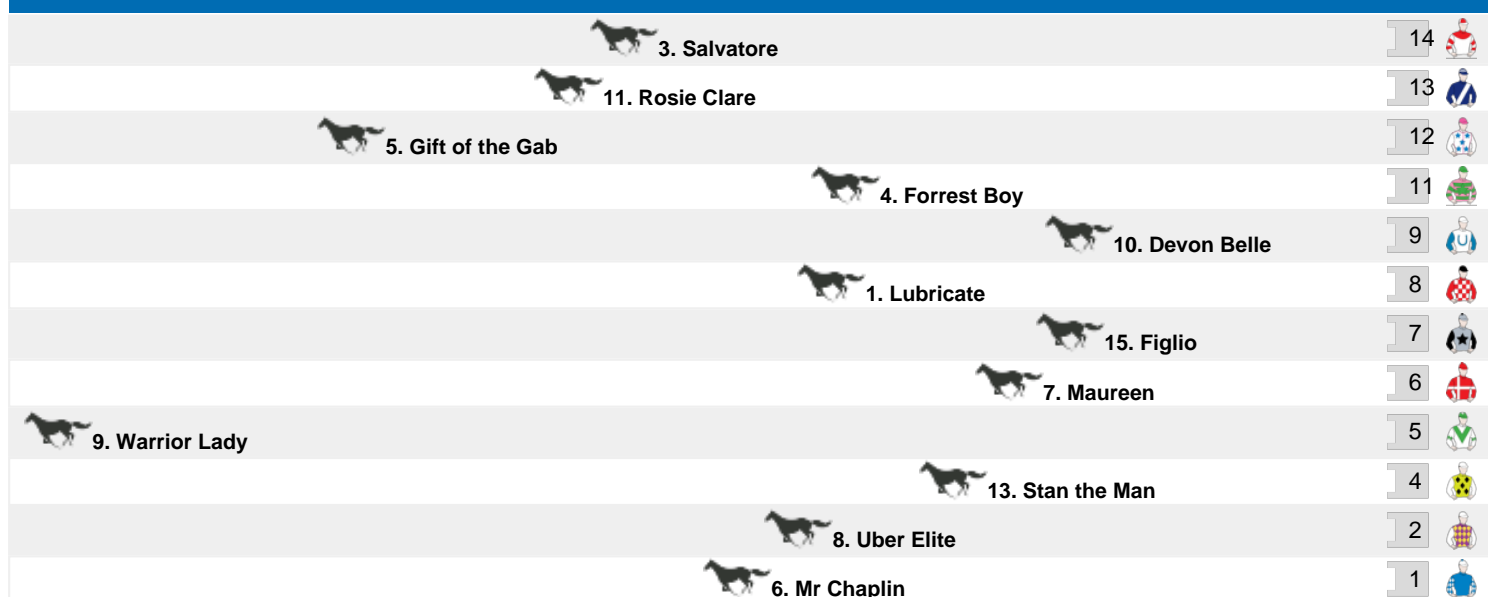 3. Salvatore 14
11. Rosie Clare 13
5. Gift of the Gab 12
4. Forrest Boy 11
10. Devon Belle 9
U
1. Lubricate 8
15. Figlio 7
7. Maureen 6
9. Warrior Lady 5
13. Stan the Man 4
8. Uber Elite 2
6. Mr Chaplin 1